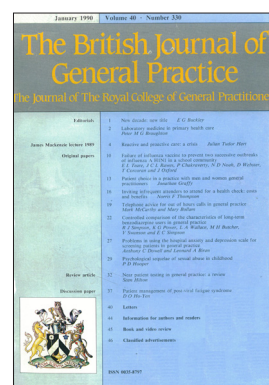 January 1990 Volume 40 · Number 330
The British Journal of
General Practice
The Journal of The Royal College of General Practitione
Editorials 1 New decade, new title E G Buckley
2 Laboratory medicine in primary health care
Peter M G Broughton
James Mackenzie lecture 1989 4 Reactive and proactive care: a crisis Julian Tudor Hart
Original papers 10 Failure of influenza vaccine to prevent two successive outbreaks
of influenza A H3N2 in a school community
13 Patient choice in a practice with men and women general
practitioners Jonathan Graffy
16 Inviting infrequent attenders to attend for a health check: costs
and benefits Joyce F Thompson
19 Telephone advice for out of hours calls in general practice
Mark McCarthy and Mary Bollam
22 Controlled comparison of the characteristics of long-term
benzodiazepine users in general practice
27 Problems in using the hospital anxiety and depression scale for
screening patients in general practice
29 Psychological sequelae of sexual abuse in childhood
P D Hooper
Review article 32 Near patient testing in general practice: a review
Sean Hilton
Discussion paper 37 Patient management of post-viral fatigue syndrome
D O Ho-Yen
40 Letters
44 Information for authors and readers
45 Book and video review
46 Classified advertisements
ISSN 0035-8797